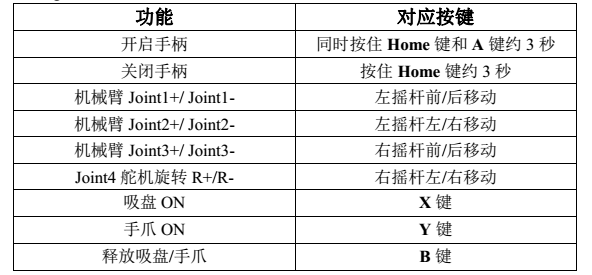 功能 对应按键
开启手柄 同时按住 Home 键和 A 键约 3 秒
关闭手柄 按住 Home 键约 3 秒
机械臂 Joint1+/ Joint1- 左摇杆前/后移动
机械臂 Joint2+/ Joint2- 左摇杆左/右移动
机械臂 Joint3+/ Joint3- 右摇杆前/后移动
Joint4 舵机旋转 R+/R- 右摇杆左/右移动
吸盘 ON X 键
手爪 ON Y 键
释放吸盘/手爪 B 键